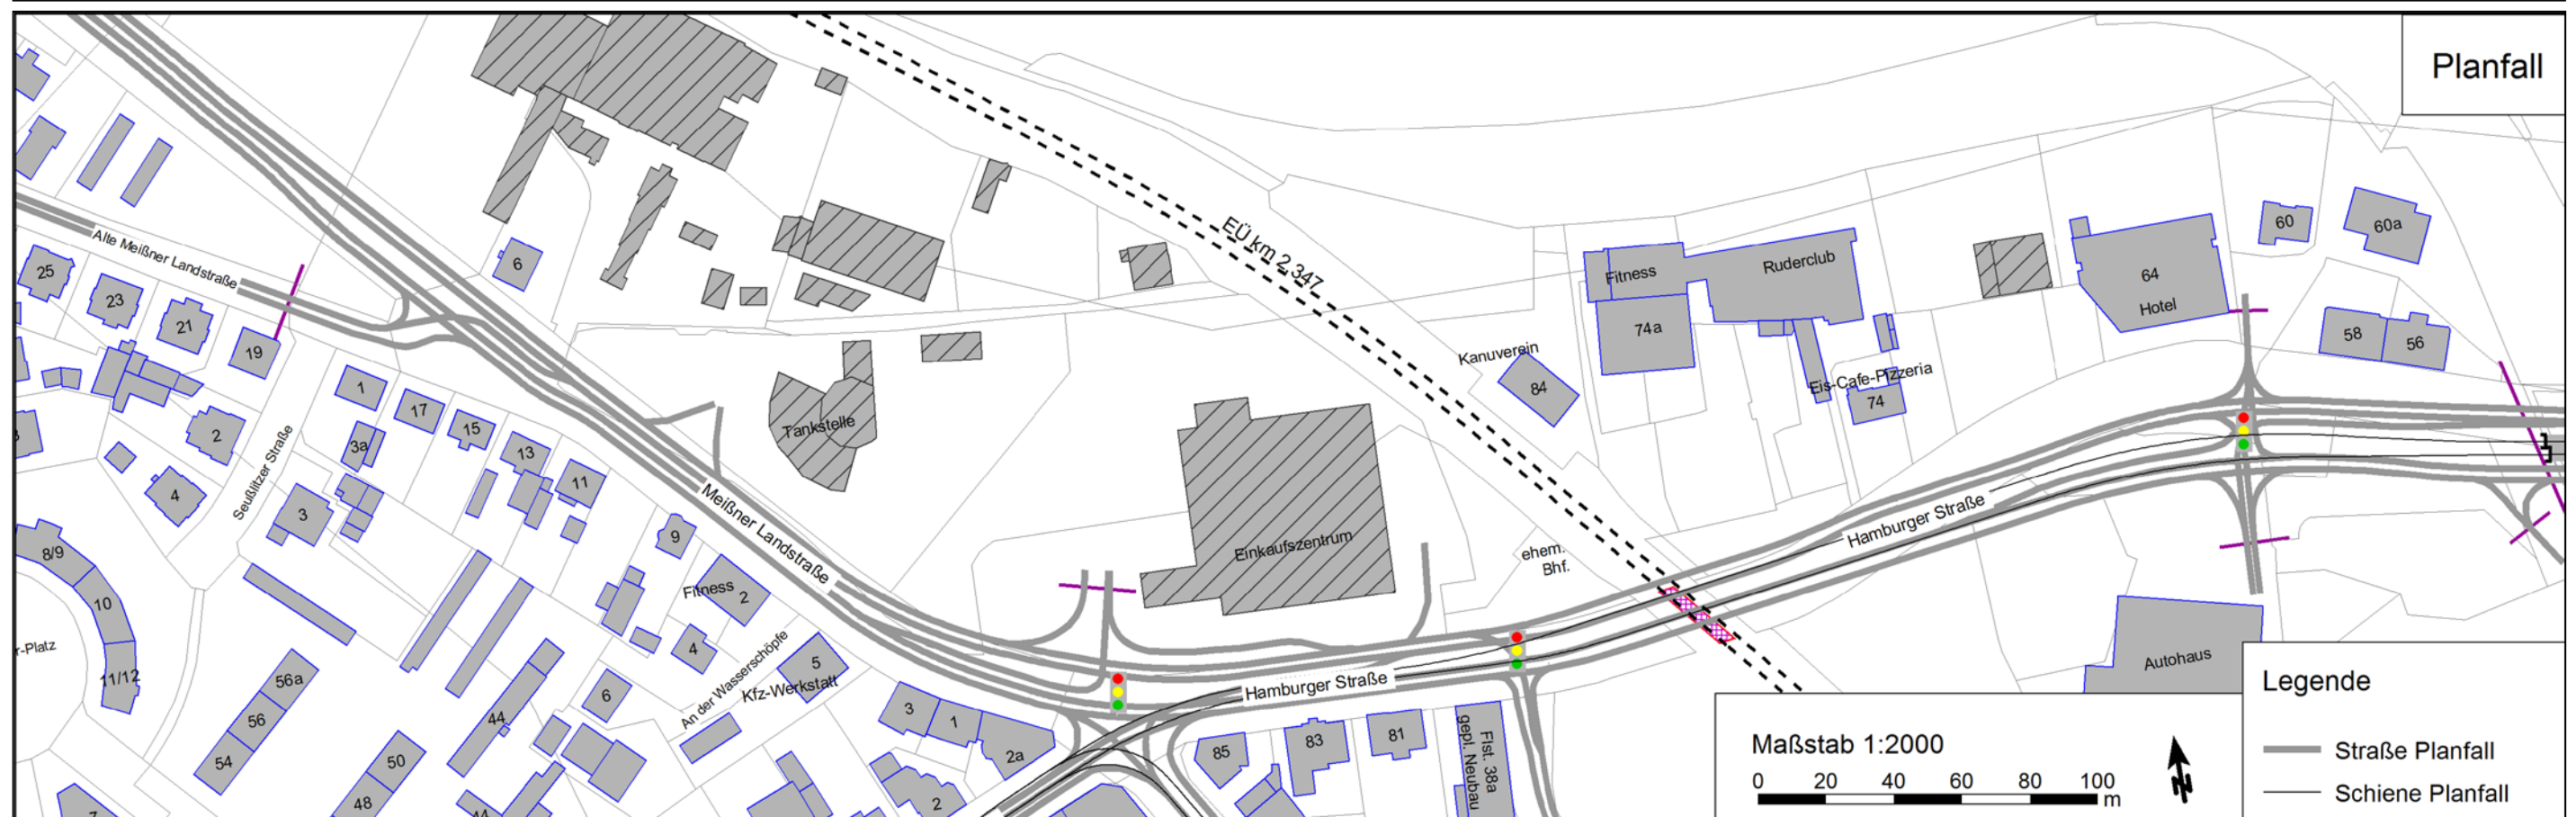 Planfall
EÜ km 2,347
Alte Meißner Landstraße
25
23
21
19
6
60
60a
Fitness
Ruderclub
74a
64
Hotel
58
56
Kanuverein
84
Eis-Cafe-Pizzeria
74
1
17
15
13
11
3a
2
4
3
Seußlitzer Straße
Tankstelle
Meißner Landstraße
8/9
10
11/12
r-Platz
9
Fitness
2
4
5
6
An der Wasserschöpfe
Kfz-Werkstatt
Einkaufszentrum
ehem.
Bhf.
Hamburger Straße
Hamburger Straße
56a
56
54
44
50
48
44
7
3
1
2a
2
85
83
81
Flst. 38a
gepl. Neubau
Autohaus
Maßstab 1:2000
0 20 40 60 80 100
m
N
Legende
Straße Planfall
Schiene Planfall